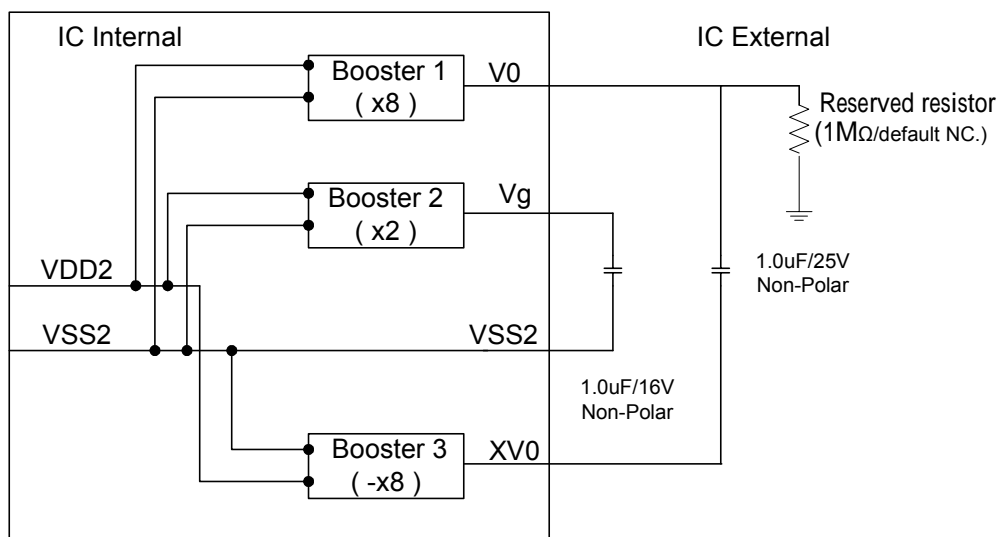 IC Internal
IC External
Booster 1
( x8 )
V0
Reserved resistor
(1MΩ/default NC.)
Booster 2
( x2 )
Vg
VDD2
1.0uF/25V
Non-Polar
VSS2
VSS2
1.0uF/16V
Non-Polar
Booster 3
( -x8 )
XV0